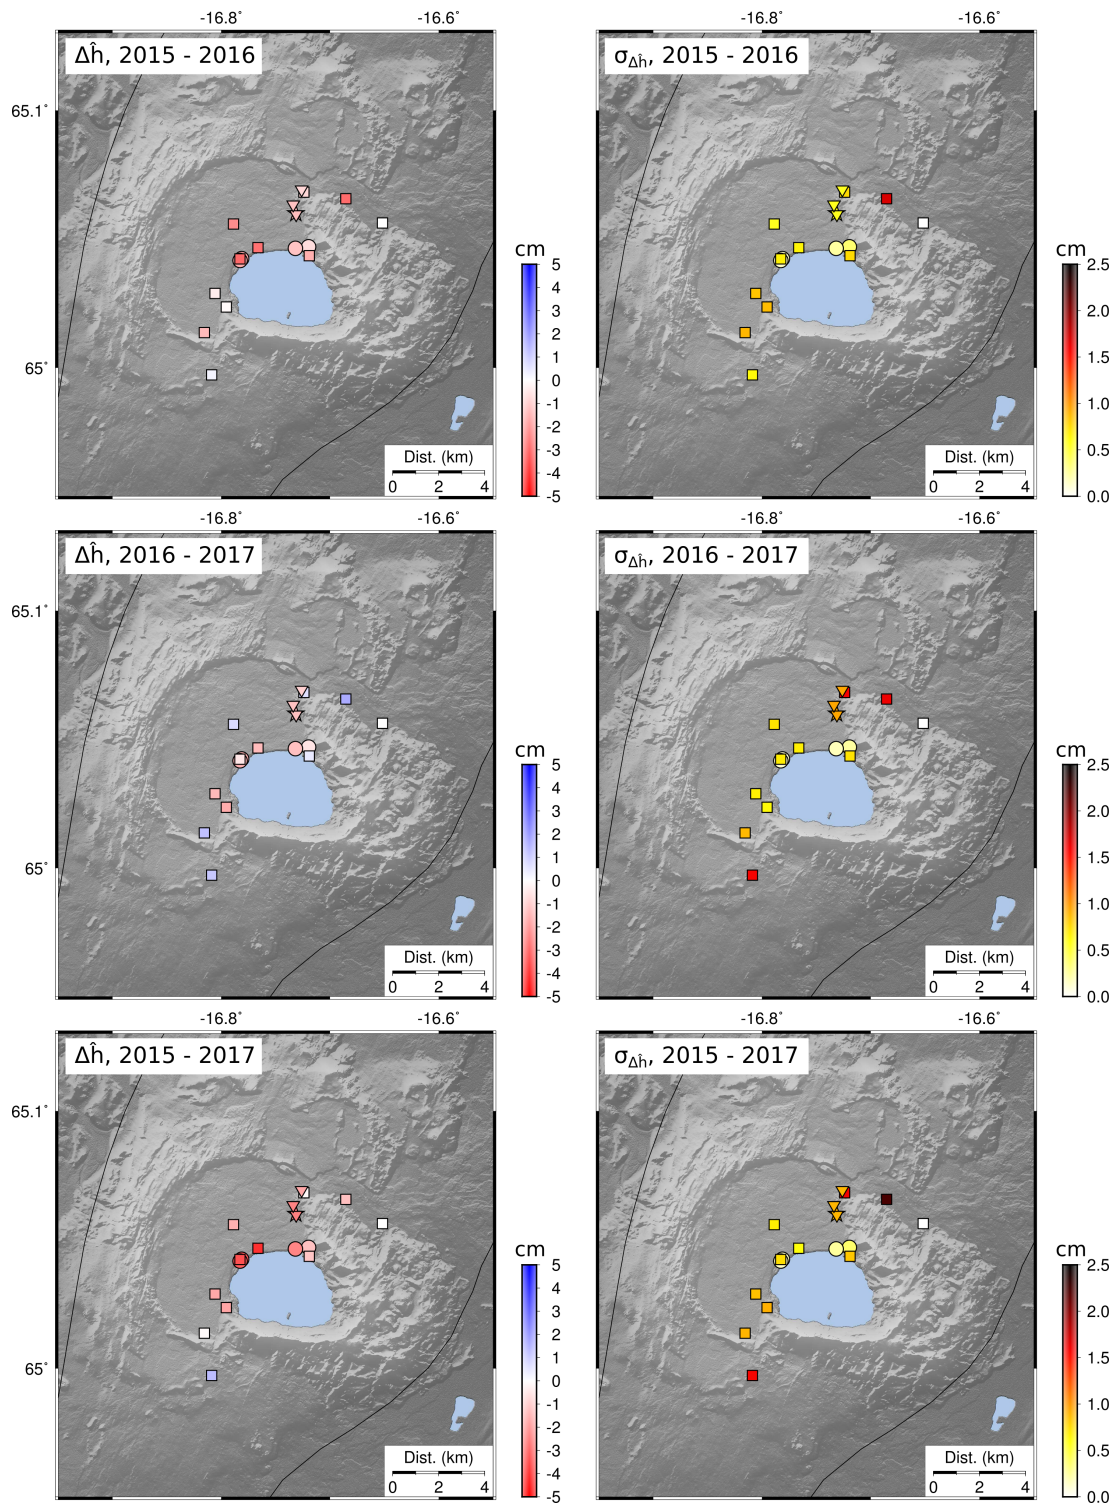 -16.8° -16.6° -16.8° -16.6°
Δĥ, 2015 - 2016
σΔĥ, 2015 - 2016
65.1°
65°
cm
5
4
3
2
1
0
-1
-2
-3
-4
-5
Dist. (km)
0 2 4
cm
2.5
2.0
1.5
1.0
0.5
0.0
Dist. (km)
0 2 4
-16.8° -16.6° -16.8° -16.6°
Δĥ, 2016 - 2017
σΔĥ, 2016 - 2017
65.1°
65°
cm
5
4
3
2
1
0
-1
-2
-3
-4
-5
Dist. (km)
0 2 4
cm
2.5
2.0
1.5
1.0
0.5
0.0
Dist. (km)
0 2 4
-16.8° -16.6° -16.8° -16.6°
Δĥ, 2015 - 2017
σΔĥ, 2015 - 2017
65.1°
65°
cm
5
4
3
2
1
0
-1
-2
-3
-4
-5
Dist. (km)
0 2 4
cm
2.5
2.0
1.5
1.0
0.5
0.0
Dist. (km)
0 2 4